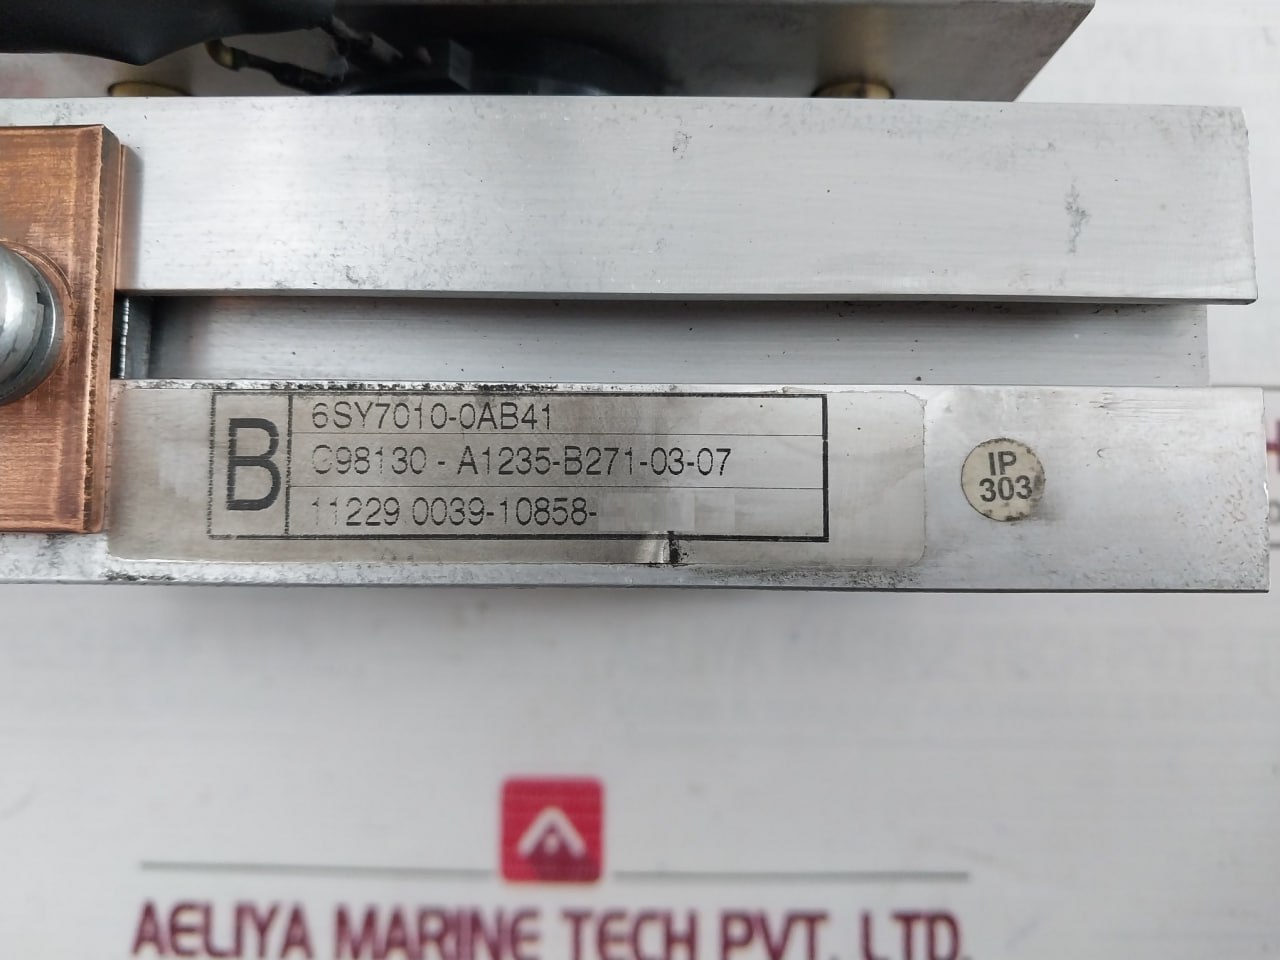 B
6SY7010-0AB41
C98130 - A1235-B271-03-07
11229 0039-10858-
IP
303
AELIYA MARINE TECH PVT. LTD.